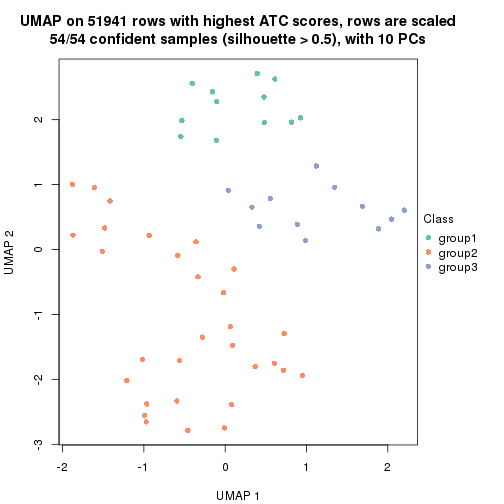 UMAP on 51941 rows with highest ATC scores, rows are scaled
54/54 confident samples (silhouette > 0.5), with 10 PCs
2
1
0
-1
-2
-3
UMAP 2
-2
-1
0
1
2
UMAP 1
Class
group1
group2
group3